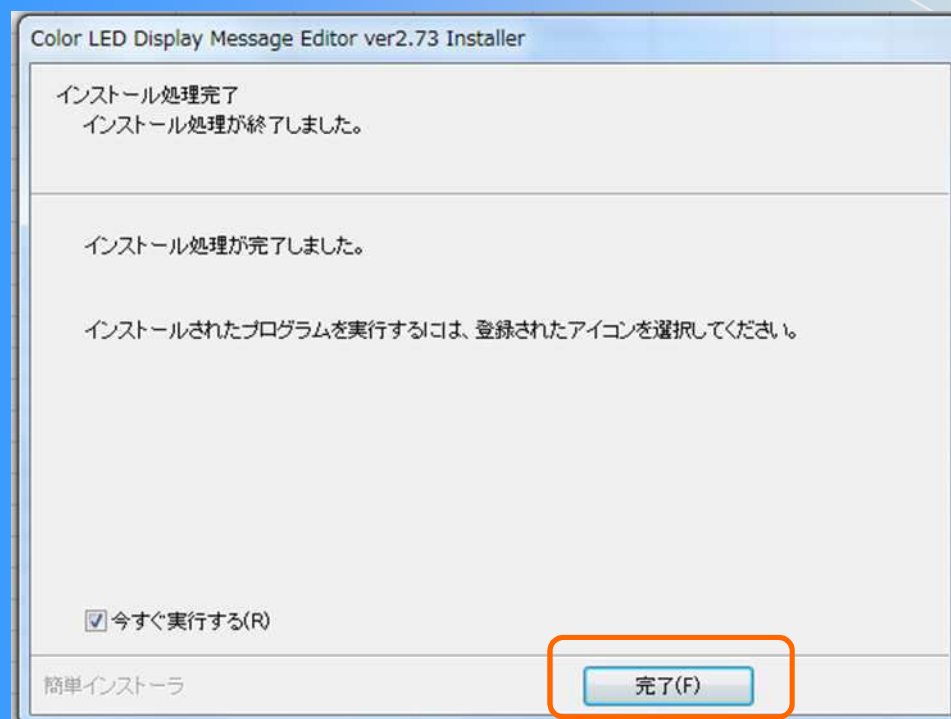 Color LED Display Message Editor ver2.73 Installer
インストール処理完了
インストール処理が終了しました。
インストール処理が完了しました。
インストールされたプログラムを実行するには、登録されたアイコンを選択してください。
今すぐ実行する(R)
簡単インストーラ
完了(F)